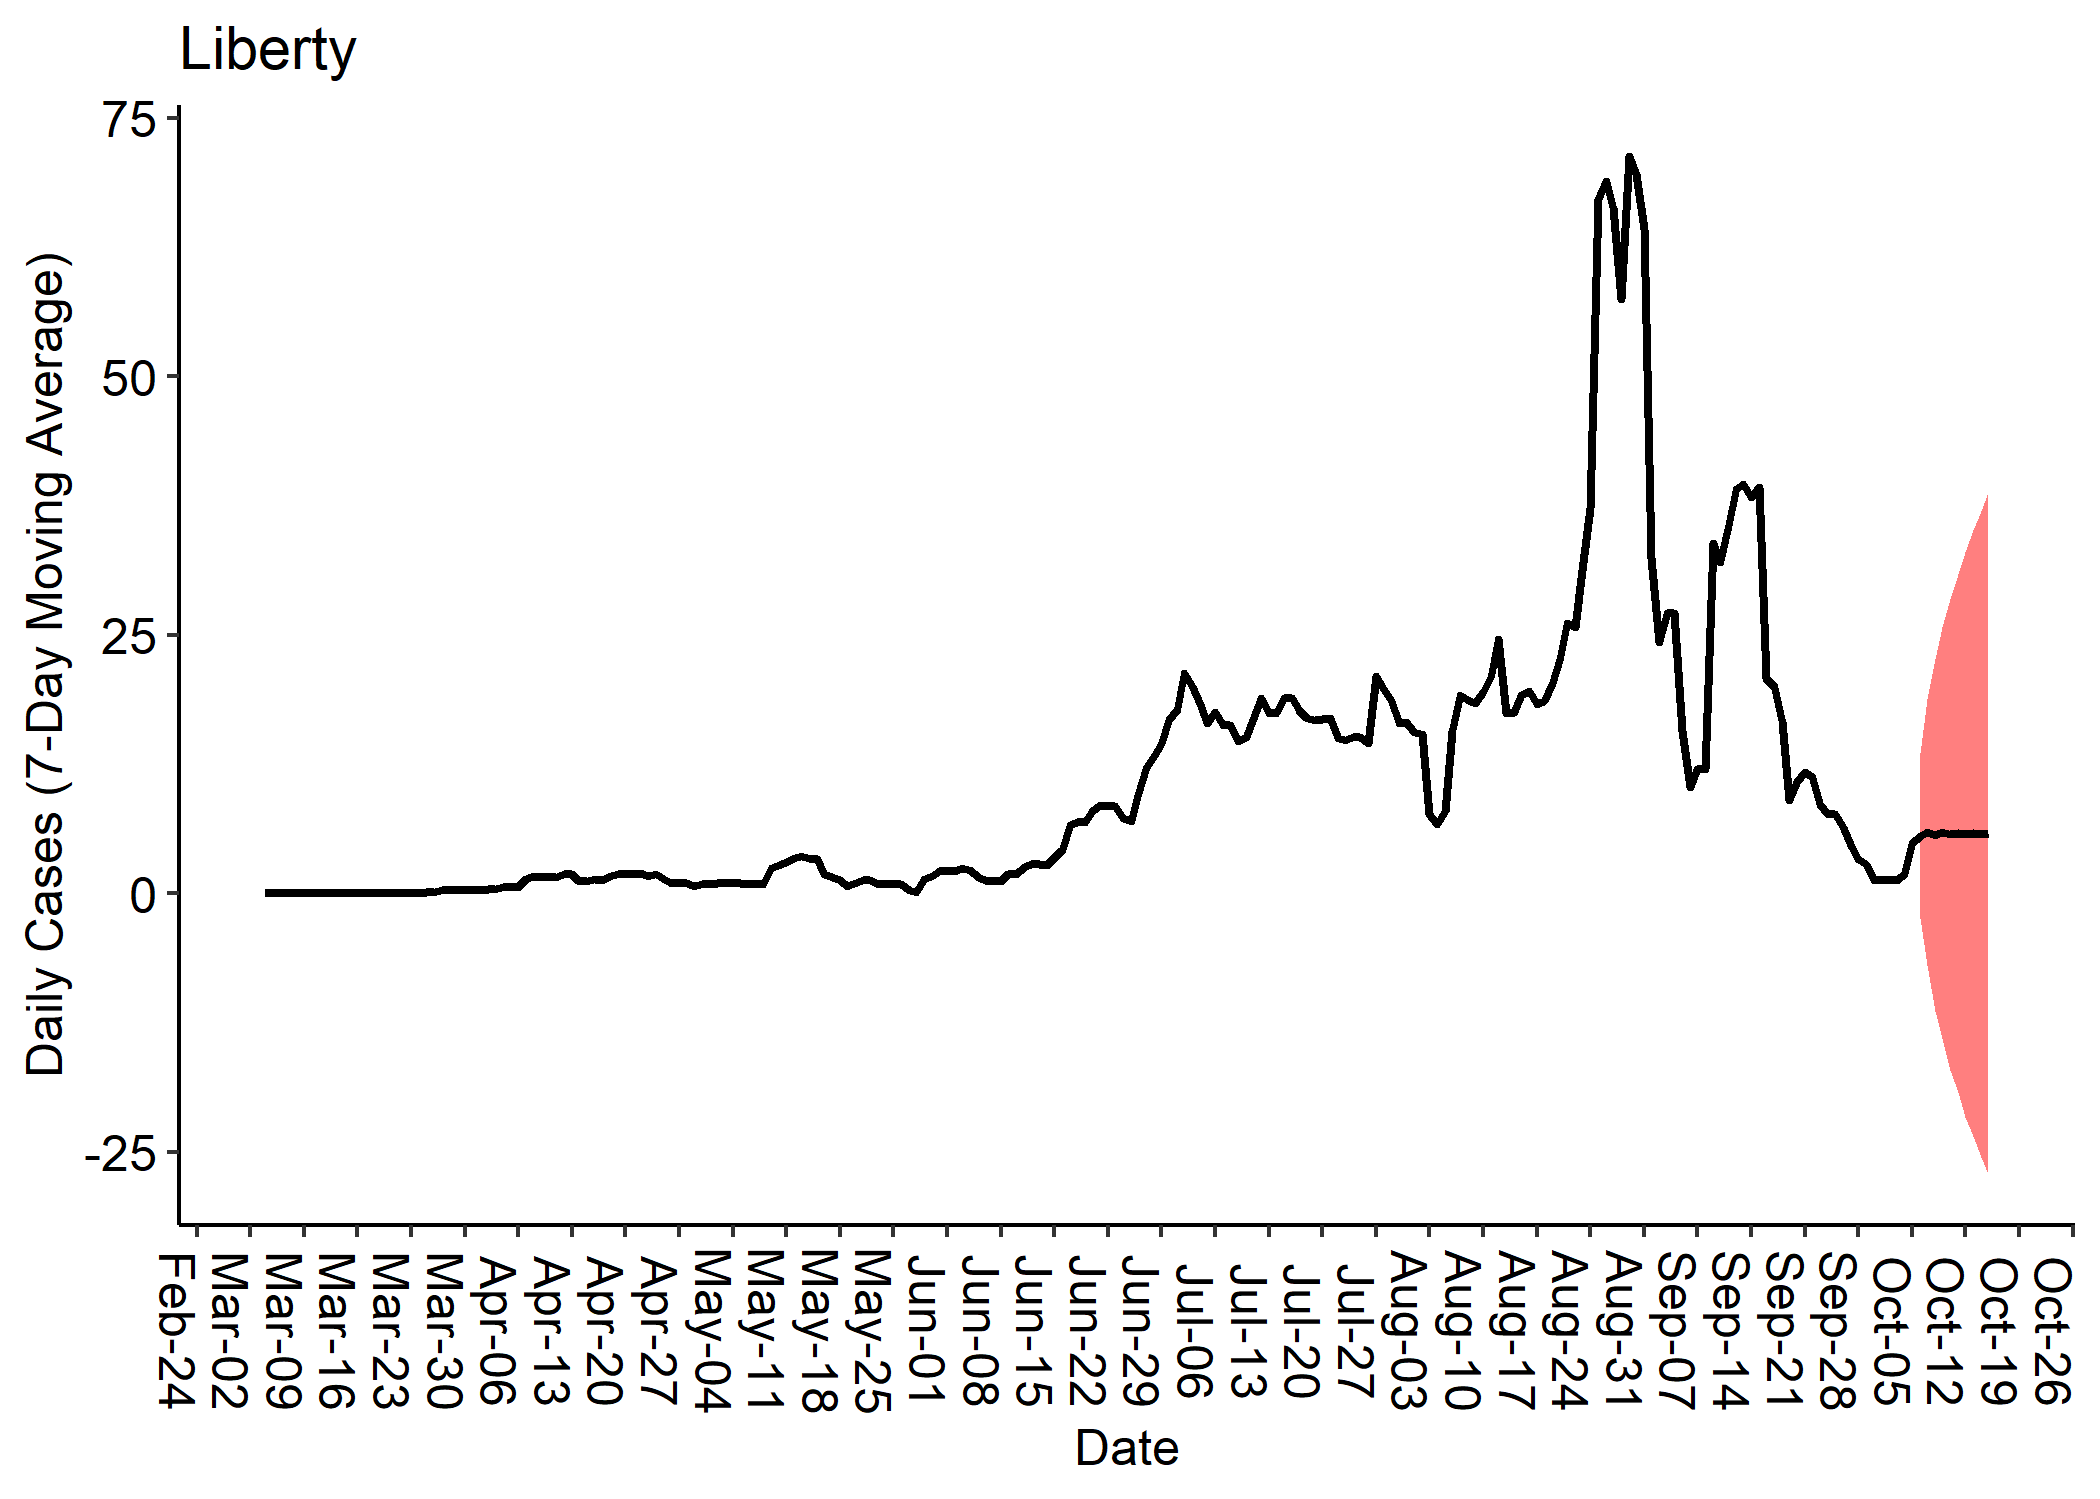 Liberty
75
50
25
0
-25
Daily Cases (7-Day Moving Average)
Feb-24
Mar-02
Mar-09
Mar-16
Mar-23
Mar-30
Apr-06
Apr-13
Apr-20
Apr-27
May-04
May-11
May-18
May-25
Jun-01
Jun-08
Jun-15
Jun-22
Jun-29
Jul-06
Jul-13
Jul-20
Jul-27
Aug-03
Aug-10
Aug-17
Aug-24
Aug-31
Sep-07
Sep-14
Sep-21
Sep-28
Oct-05
Oct-12
Oct-19
Oct-26
Date